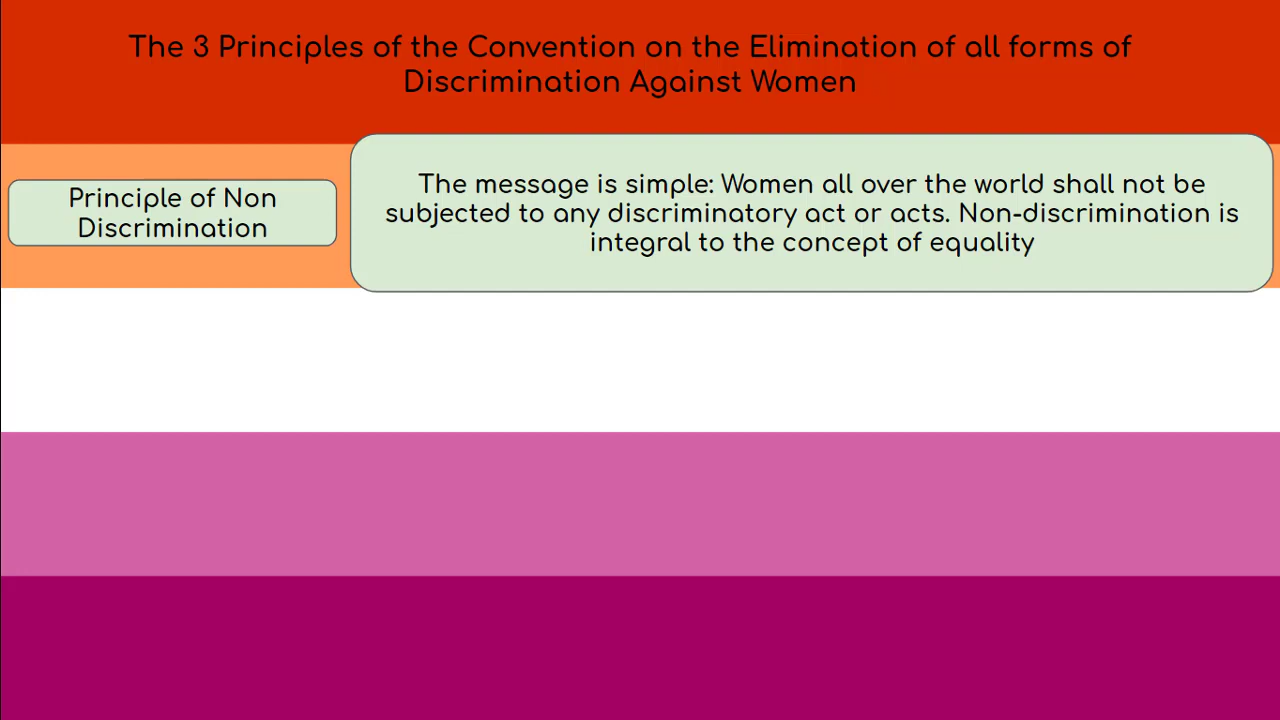 The 3 Principles of the Convention on the Elimination of all forms of
Discrimination Against Women
Principle of Non
Discrimination
The message is simple: Women all over the world shall not be
subjected to any discriminatory act or acts. Non-discrimination is
integral to the concept of equality